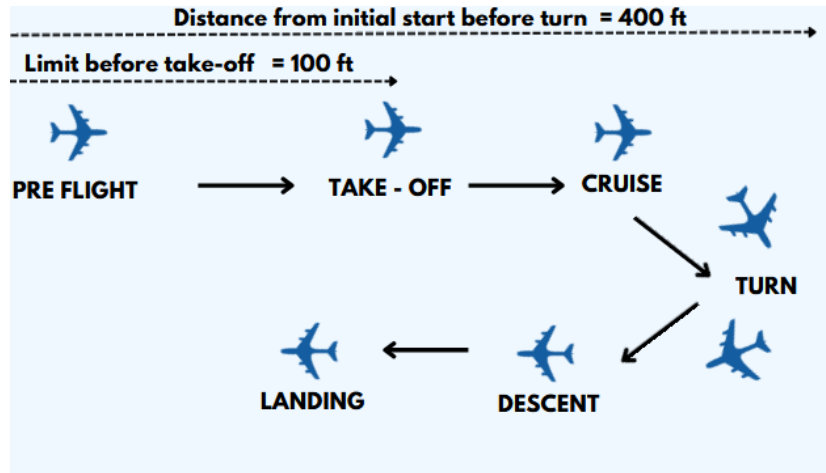 Distance from initial start before turn = 400 ft
Limit before take-off = 100 ft
PRE FLIGHT
TAKE - OFF
CRUISE
TURN
LANDING
DESCENT